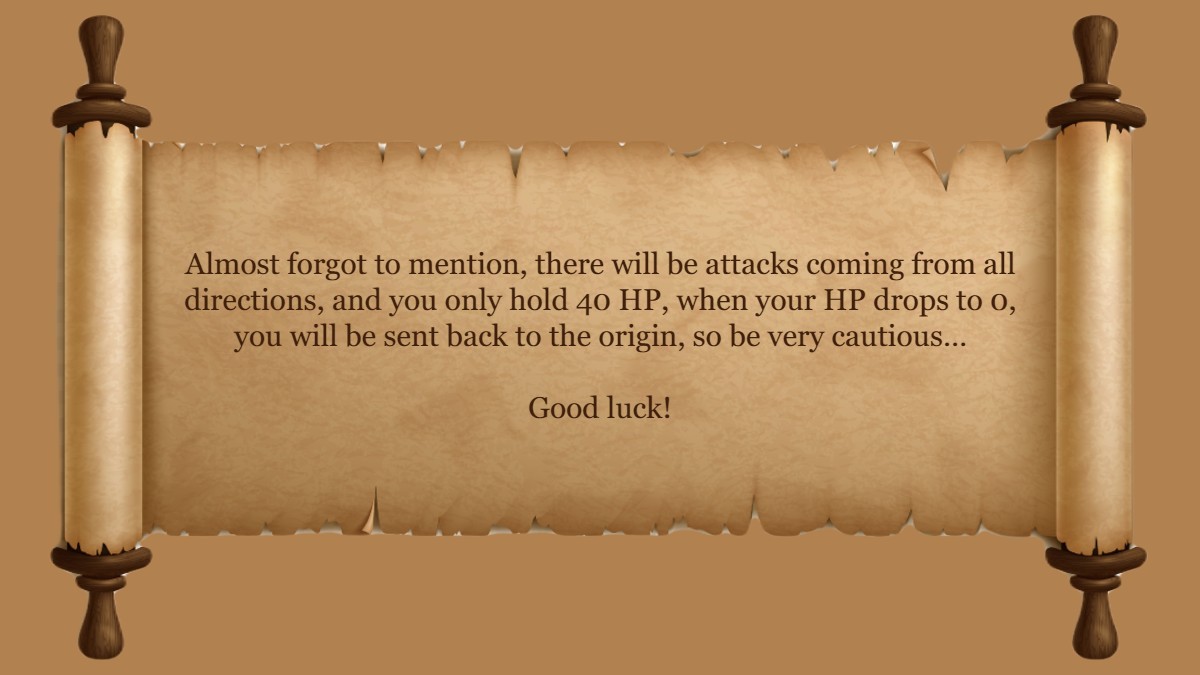 Almost forgot to mention, there will be attacks coming from all
directions, and you only hold 40 HP, when your HP drops to 0,
you will be sent back to the origin, so be very cautious...
Good luck!